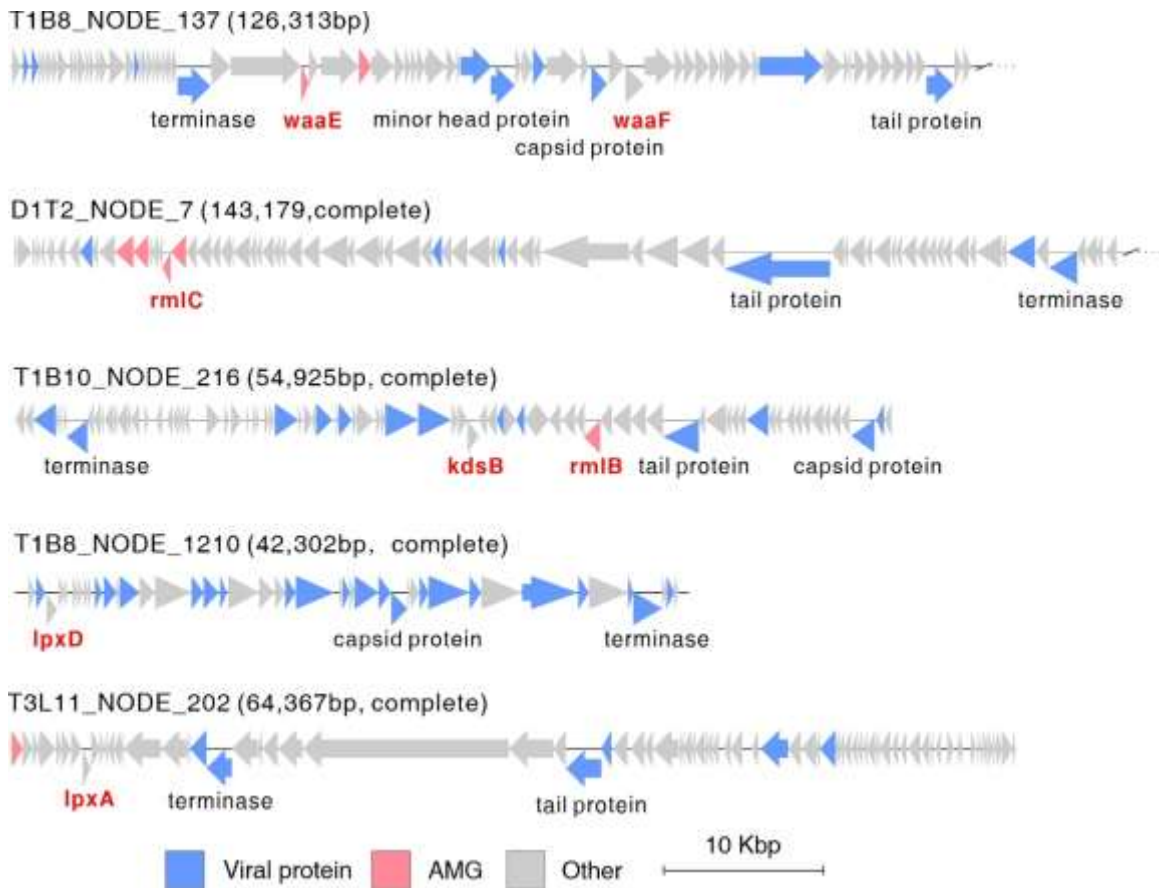 T1B8_NODE_137 (126,313bp)
terminase waaE minor head protein waaF tail protein
capsid protein
D1T2_NODE_7 (143,179,complete)
rmlC tail protein terminase
T1B10_NODE_216 (54,925bp, complete)
terminase kdsB rmlB tail protein capsid protein
T1B8_NODE_1210 (42,302bp, complete)
lpxD capsid protein terminase
T3L11_NODE_202 (64,367bp, complete)
lpxA terminase tail protein
10 Kbp
Viral protein AMG Other